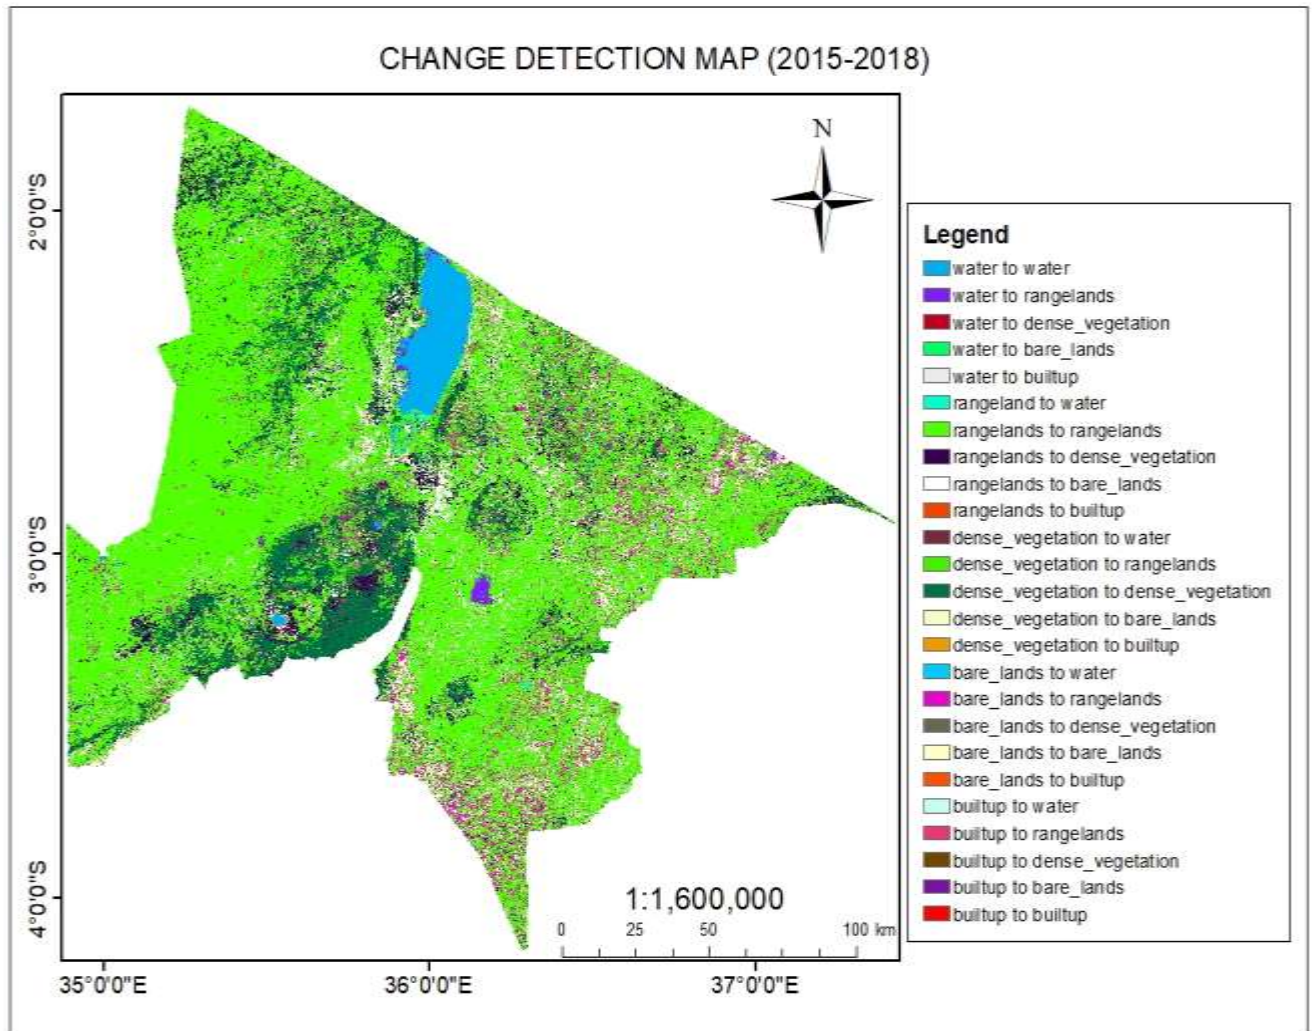 CHANGE DETECTION MAP (2015-2018)
N
2°0'0"S
3°0'0"S
4°0'0"S
35°0'0"E
36°0'0"E
37°0'0"E
1:1,600,000
0 25 50 100 km
Legend
water to water
water to rangelands
water to dense_vegetation
water to bare_lands
water to builtup
rangeland to water
rangelands to rangelands
rangelands to dense_vegetation
rangelands to bare_lands
rangelands to builtup
dense_vegetation to water
dense_vegetation to rangelands
dense_vegetation to dense_vegetation
dense_vegetation to bare_lands
dense_vegetation to builtup
bare_lands to water
bare_lands to rangelands
bare_lands to dense_vegetation
bare_lands to bare_lands
bare_lands to builtup
builtup to water
builtup to rangelands
builtup to dense_vegetation
builtup to bare_lands
builtup to builtup